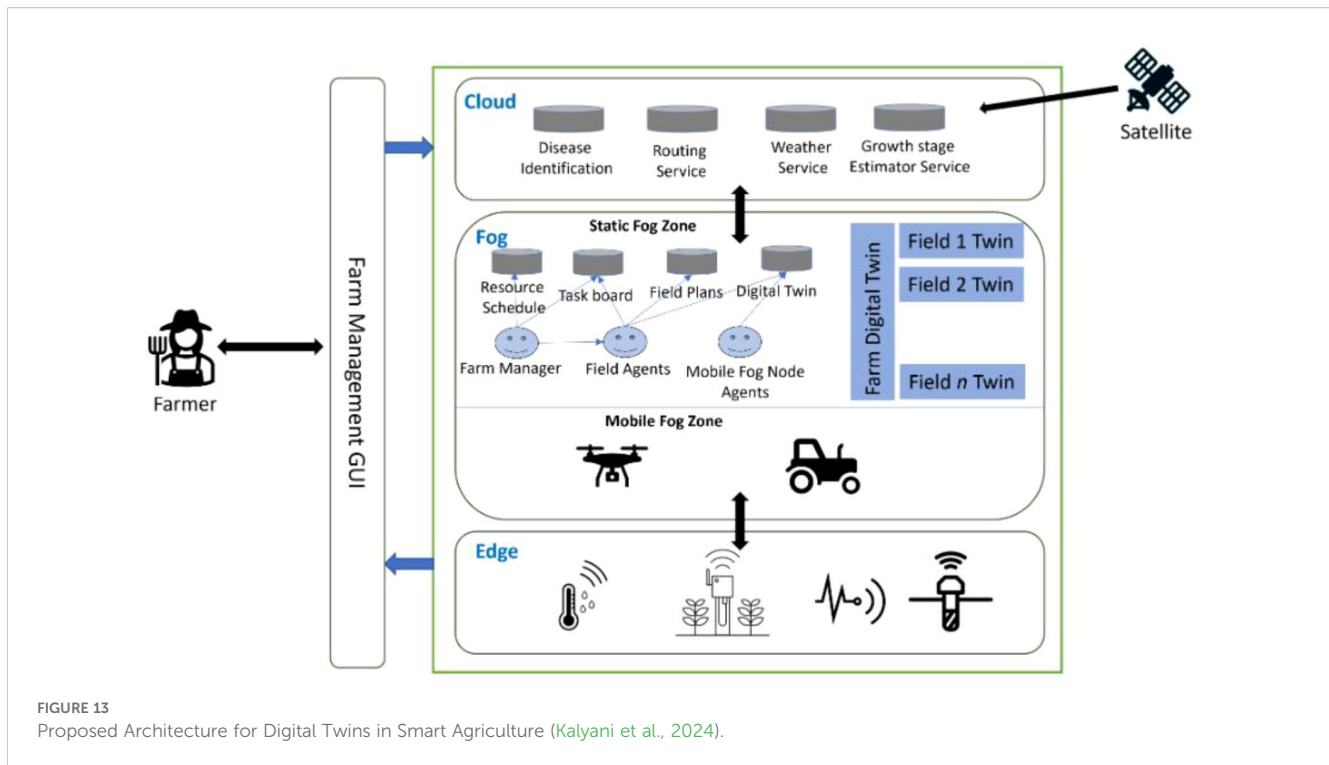 Cloud
Disease
Identification
Routing
Service
Weather
Service
Growth stage
Estimator Service
Satellite
Farm Management GUI
Farmer
Static Fog Zone
Fog
Resource
Schedule
Task board
Field Plans
Digital Twin
Farm Manager
Field Agents
Mobile Fog Node
Agents
Farm Digital Twin
Field 1 Twin
Field 2 Twin
Field n Twin
Mobile Fog Zone
Edge
FIGURE 13
Proposed Architecture for Digital Twins in Smart Agriculture (Kalyani et al., 2024).